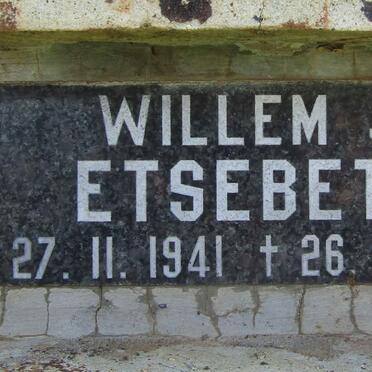 WILLEM
ETSEBET
27. 11. 1941 † 26.